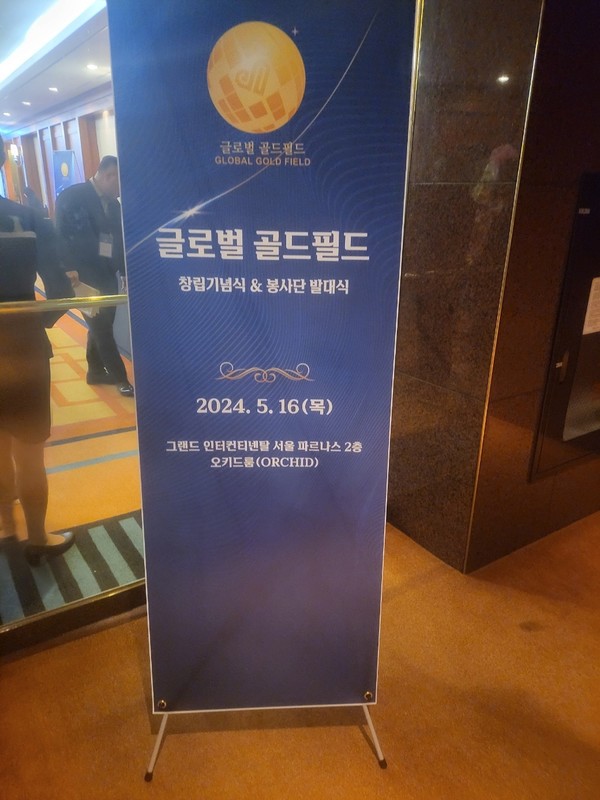 글로벌 골드필드
GLOBAL GOLD FIELD
글로벌 골드필드
창립기념식 & 봉사단 발대식
2024. 5. 16(목)
그랜드 인터컨티넨탈 서울 파르나스 2층
오키드룸(ORCHID)